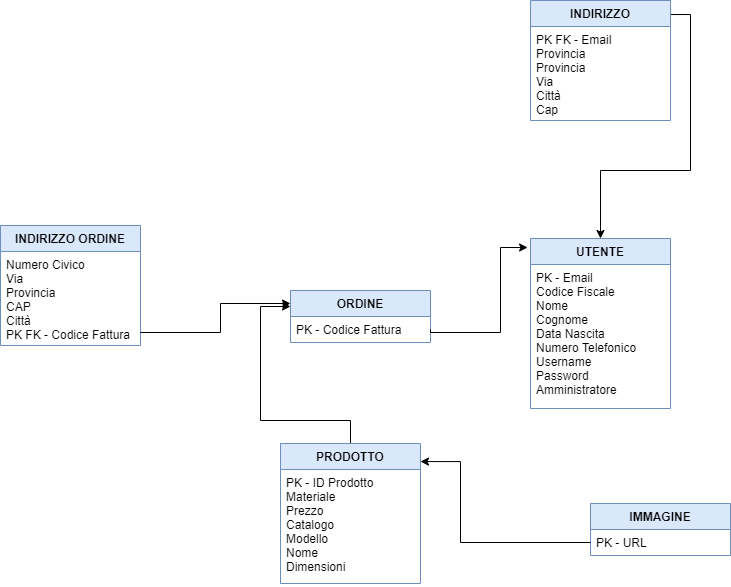 INDIRIZZO
PK FK - Email
Provincia
Provincia
Via
Città
Cap
INDIRIZZO ORDINE
Numero Civico
Via
Provincia
CAP
Città
PK FK - Codice Fattura
ORDINE
PK - Codice Fattura
UTENTE
PK - Email
Codice Fiscale
Nome
Cognome
Data Nascita
Numero Telefonico
Username
Password
Amministratore
PRODOTTO
PK - ID Prodotto
Materiale
Prezzo
Catalogo
Modello
Nome
Dimensioni
IMMAGINE
PK - URL